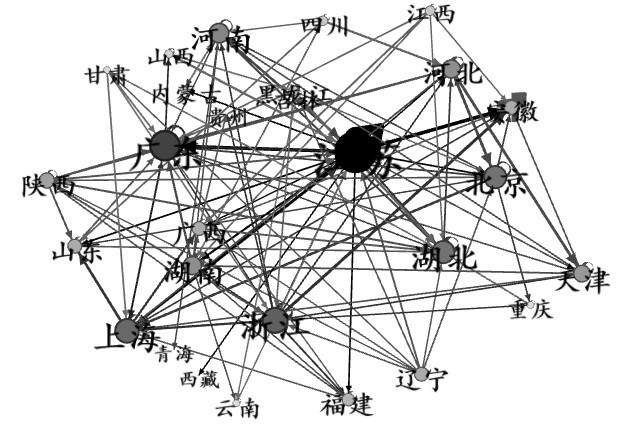 四川
江西
河南
山西
河北
甘肃
内蒙古
黑龙江
贵州
安徽
广东
江苏
陕西
北京
广西
山东
湖北
湖南
天津
重庆
浙江
上海
青海
西藏
辽宁
云南
福建